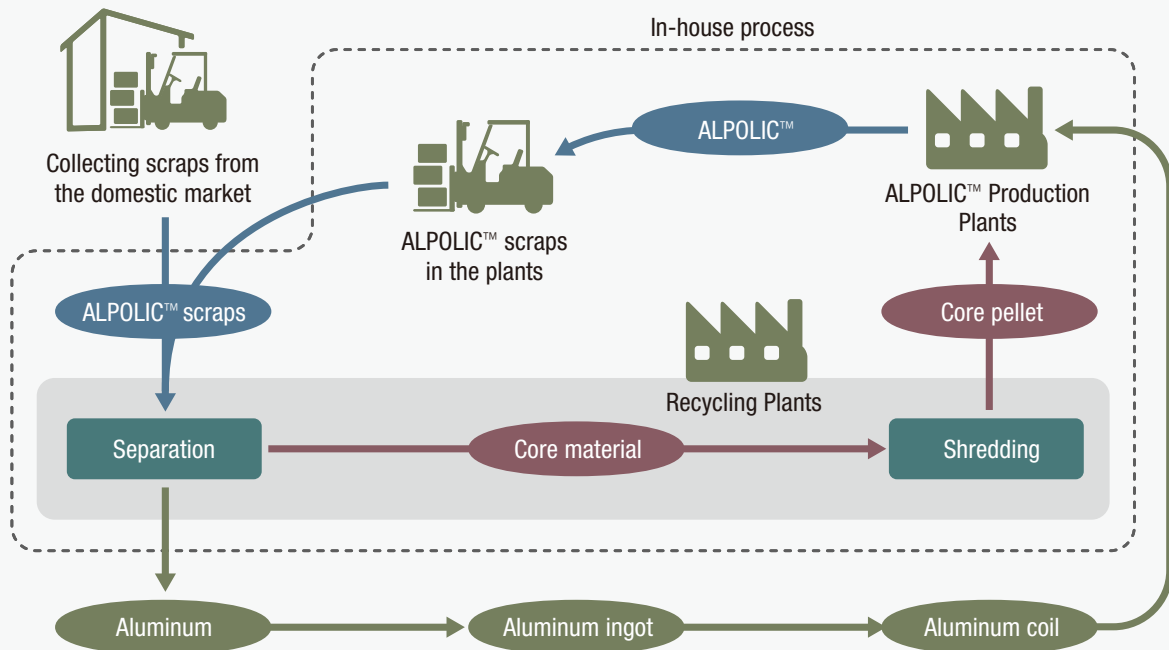 In-house process
Collecting scraps from
the domestic market
ALPOLIC™
ALPOLIC™ Production
Plants
ALPOLIC™ scraps
in the plants
ALPOLIC™ scraps
Core pellet
Recycling Plants
Separation
Core material
Shredding
Aluminum
Aluminum ingot
Aluminum coil